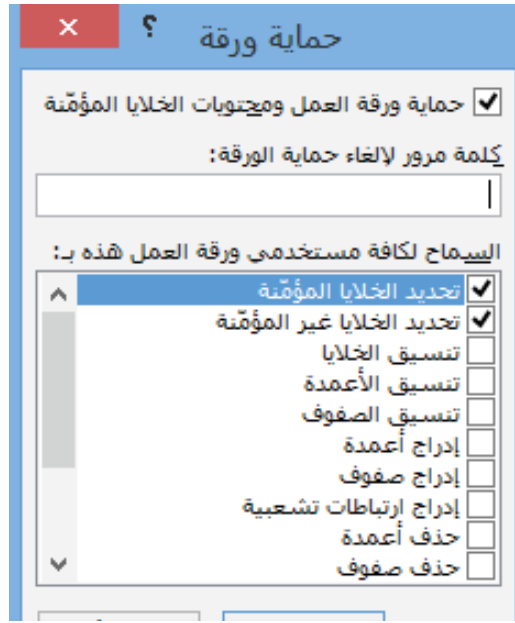 حماية ورقة ؟
حماية ورقة العمل ومحتويات الخلايا المؤمّنة
كلمة مرور لإلغاء حماية الورقة:
السماح لكافة مستخدمي ورقة العمل هذه بـ:
تحديد الخلايا المؤمّنة
تحديد الخلايا غير المؤمّنة
تنسيق الخلايا
تنسيق الأعمدة
تنسيق الصفوف
إدراج أعمدة
إدراج صفوف
إدراج ارتباطات تشعبية
حذف أعمدة
حذف صفوف